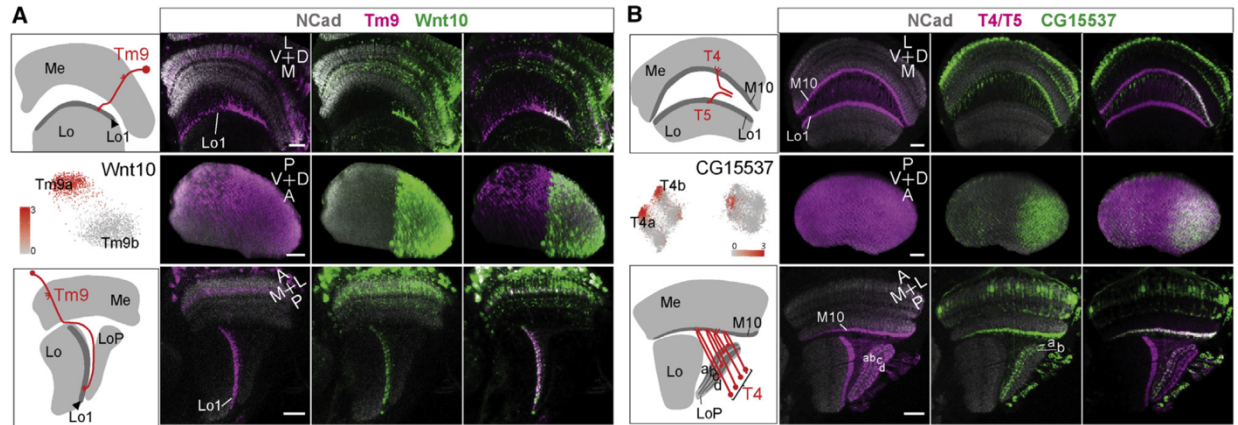 A
NCad Tm9 Wnt10
Tm9
Me
Lo
Lo1
L
V+D
M
Lo1
Wnt10
Tm9a
3
0
Tm9b
P
V+D
A
Tm9
Me
Lo
LoP
Lo1
A
M+L
P
Lo1
B
NCad T4/T5 CG15537
T4
Me
M10
T5
Lo
Lo1
L
V+D
M
M10
Lo1
CG15537
T4b
T4a
0 3
P
V+D
A
Me
M10
Lo
a b c d
T4
LoP
A
M+L
P
M10
a b c
d
a
b